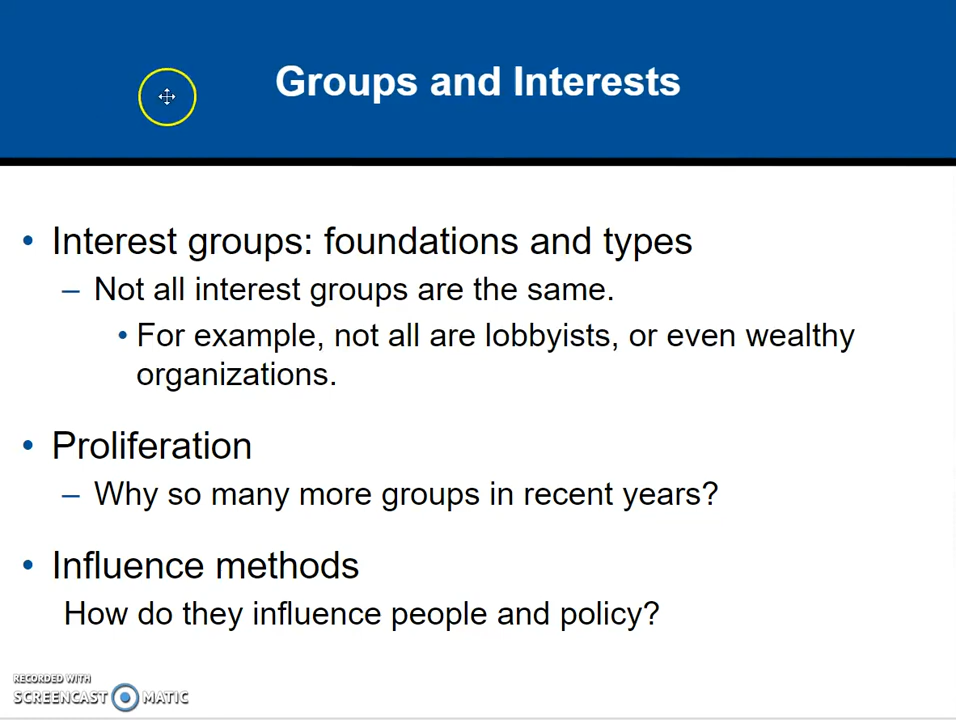 Groups and Interests
• Interest groups: foundations and types
– Not all interest groups are the same.
• For example, not all are lobbyists, or even wealthy
organizations.
• Proliferation
– Why so many more groups in recent years?
• Influence methods
How do they influence people and policy?
RECORDED WITH
SCREENCAST MATIC